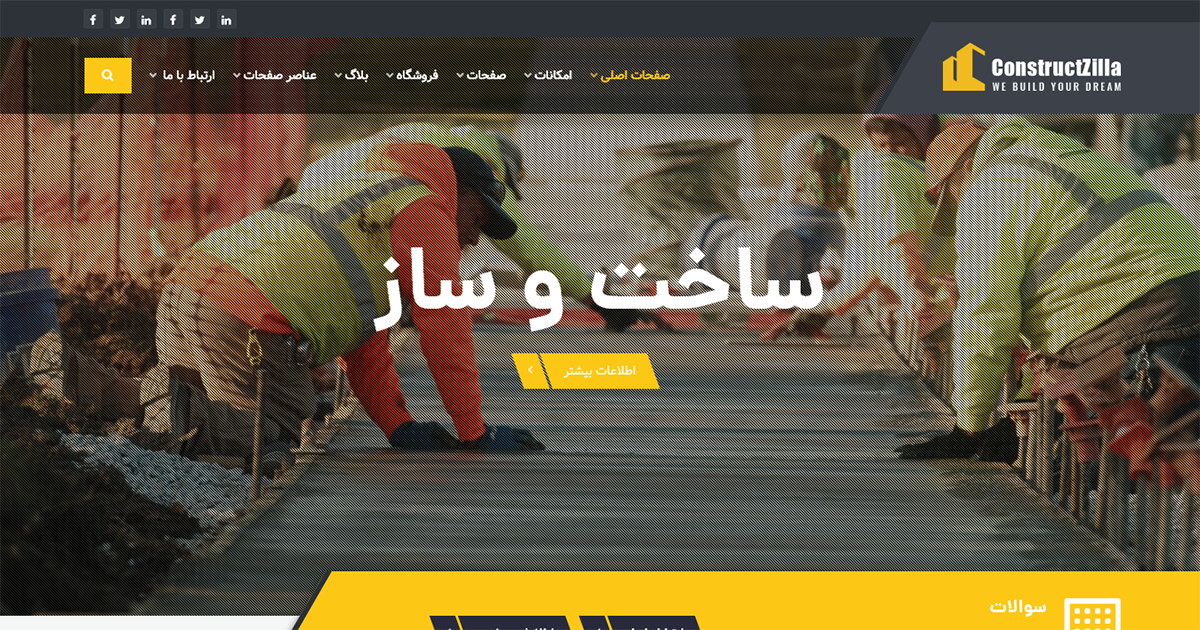 ConstructZilla
WE BUILD YOUR DREAM
صفحات اصلی
امکانات
صفحات
فروشگاه
بلاگ
عناصر صفحات
ارتباط با ما
ساخت و ساز
اطلاعات بیشتر
سوالات